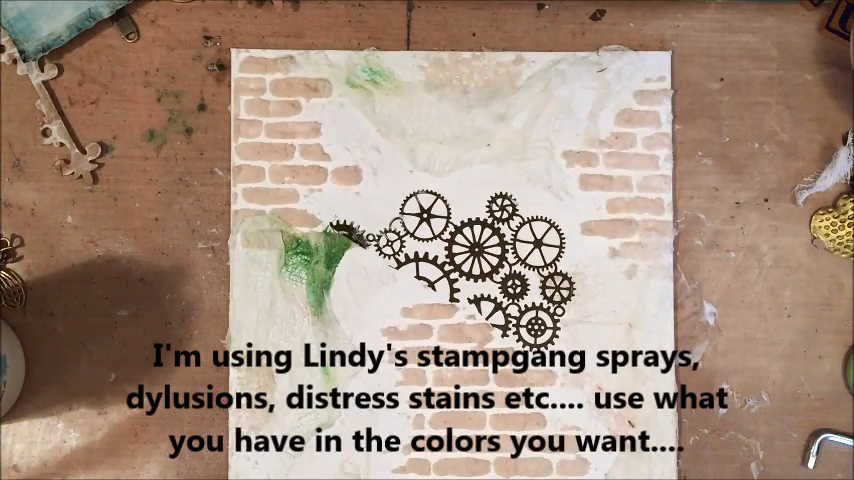 I'm using Lindy's stampgang sprays,
dylusions, distress stains etc.... use what
you have in the colors you want....